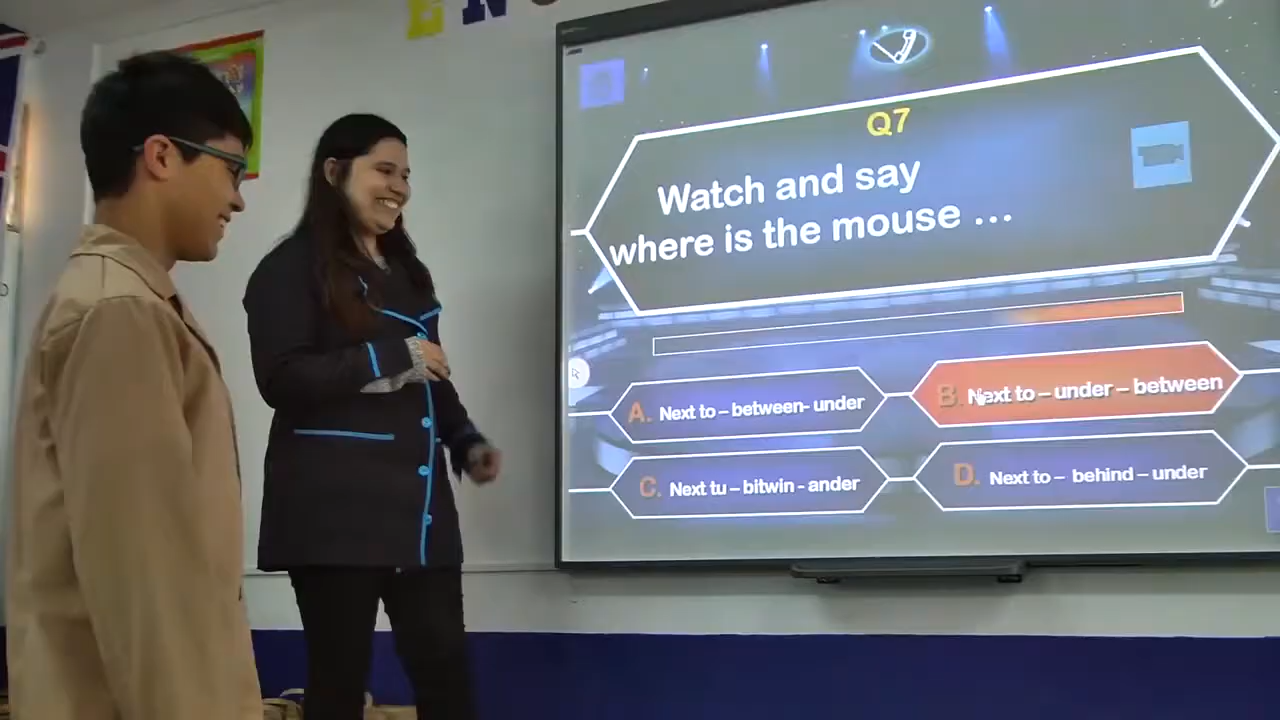 EN
Q7
Watch and say
where is the mouse ...
A. Next to – between- under
B. Next to – under – between
C. Next tu – bitwin - ander
D. Next to – behind – under